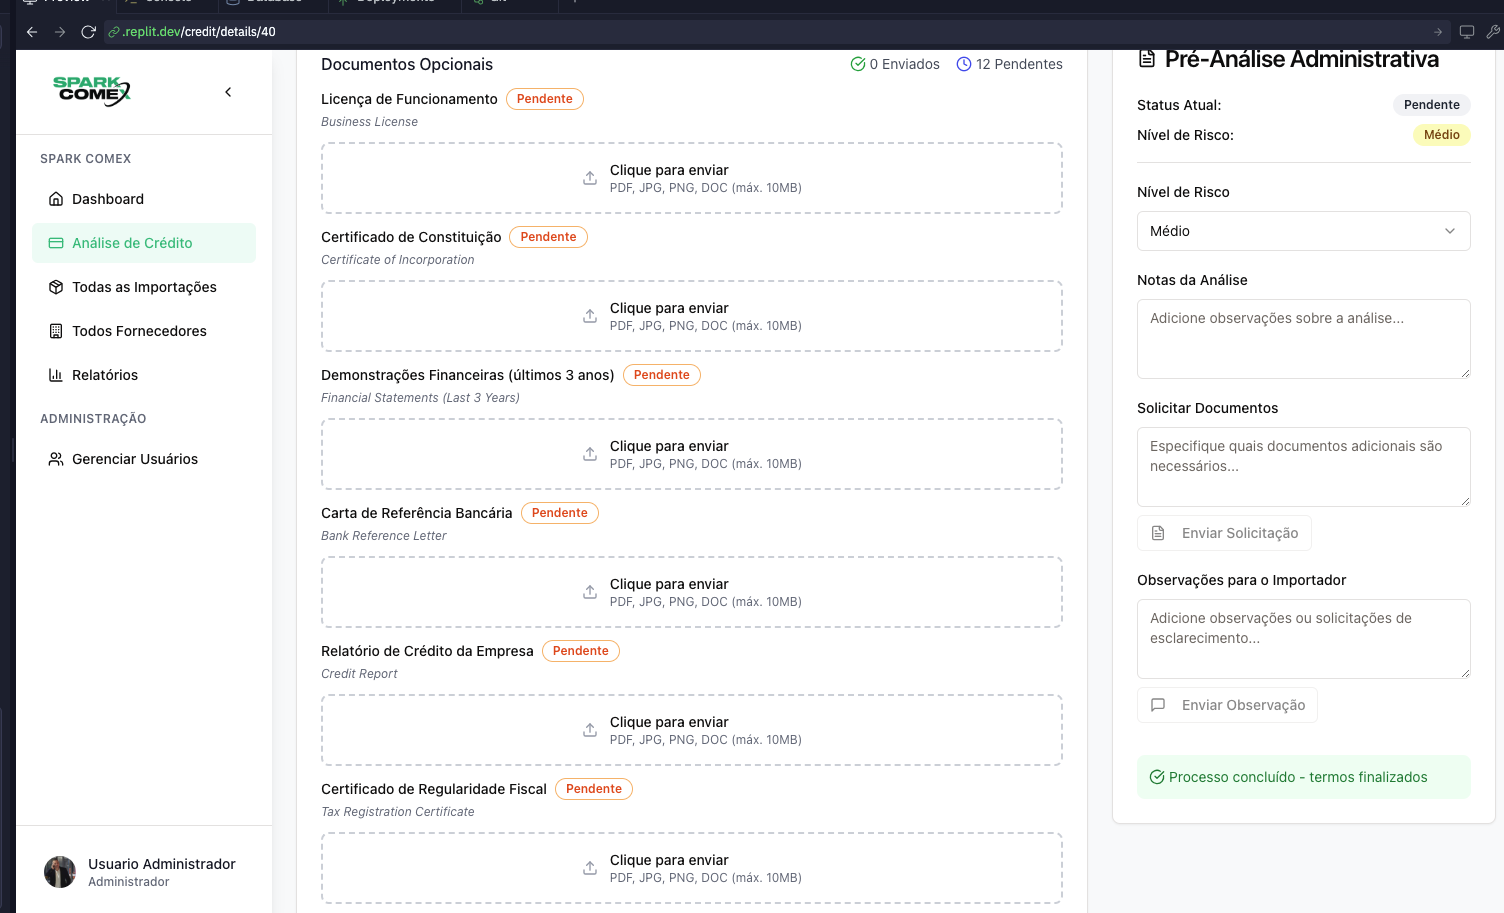 .replit.dev/credit/details/40
SPARK
COMEX
SPARK COMEX
Dashboard
Análise de Crédito
Todas as Importações
Todos Fornecedores
Relatórios
ADMINISTRAÇÃO
Gerenciar Usuários
Usuario Administrador
Administrador
Documentos Opcionais
0 Enviados
12 Pendentes
Licença de Funcionamento Pendente
Business License
Clique para enviar
PDF, JPG, PNG, DOC (máx. 10MB)
Certificado de Constituição Pendente
Certificate of Incorporation
Clique para enviar
PDF, JPG, PNG, DOC (máx. 10MB)
Demonstrações Financeiras (últimos 3 anos) Pendente
Financial Statements (Last 3 Years)
Clique para enviar
PDF, JPG, PNG, DOC (máx. 10MB)
Carta de Referência Bancária Pendente
Bank Reference Letter
Clique para enviar
PDF, JPG, PNG, DOC (máx. 10MB)
Relatório de Crédito da Empresa Pendente
Credit Report
Clique para enviar
PDF, JPG, PNG, DOC (máx. 10MB)
Certificado de Regularidade Fiscal Pendente
Tax Registration Certificate
Clique para enviar
PDF, JPG, PNG, DOC (máx. 10MB)
Pré-Análise Administrativa
Status Atual: Pendente
Nível de Risco: Médio
Nível de Risco
Médio
Notas da Análise
Adicione observações sobre a análise...
Solicitar Documentos
Especifique quais documentos adicionais são
necessários...
Enviar Solicitação
Observações para o Importador
Adicione observações ou solicitações de
esclarecimento...
Enviar Observação
Processo concluído - termos finalizados